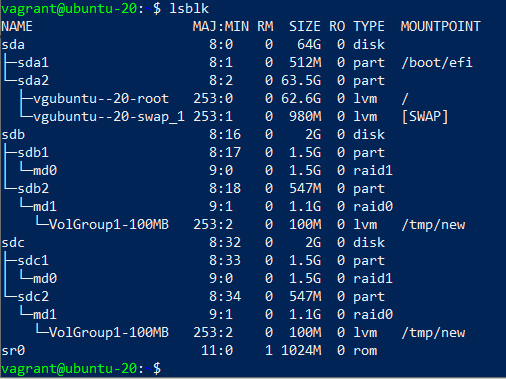 vagrant@ubuntu-20:~$ lsblk
NAME                      MAJ:MIN RM  SIZE RO TYPE  MOUNTPOINT
sda                         8:0    0   64G  0 disk
├─sda1                      8:1    0  512M  0 part  /boot/efi
└─sda2                      8:2    0 63.5G  0 part
  ├─vgubuntu--20-root     253:0    0 62.6G  0 lvm   /
  └─vgubuntu--20-swap_1   253:1    0  980M  0 lvm   [SWAP]
sdb                         8:16   0    2G  0 disk
├─sdb1                      8:17   0  1.5G  0 part
│ └─md0                     9:0    0  1.5G  0 raid1
└─sdb2                      8:18   0  547M  0 part
  └─md1                     9:1    0  1.1G  0 raid0
    └─VolGroup1-100MB     253:2    0  100M  0 lvm   /tmp/new
sdc                         8:32   0    2G  0 disk
├─sdc1                      8:33   0  1.5G  0 part
│ └─md0                     9:0    0  1.5G  0 raid1
└─sdc2                      8:34   0  547M  0 part
  └─md1                     9:1    0  1.1G  0 raid0
    └─VolGroup1-100MB     253:2    0  100M  0 lvm   /tmp/new
sr0                        11:0    1 1024M  0 rom
vagrant@ubuntu-20:~$